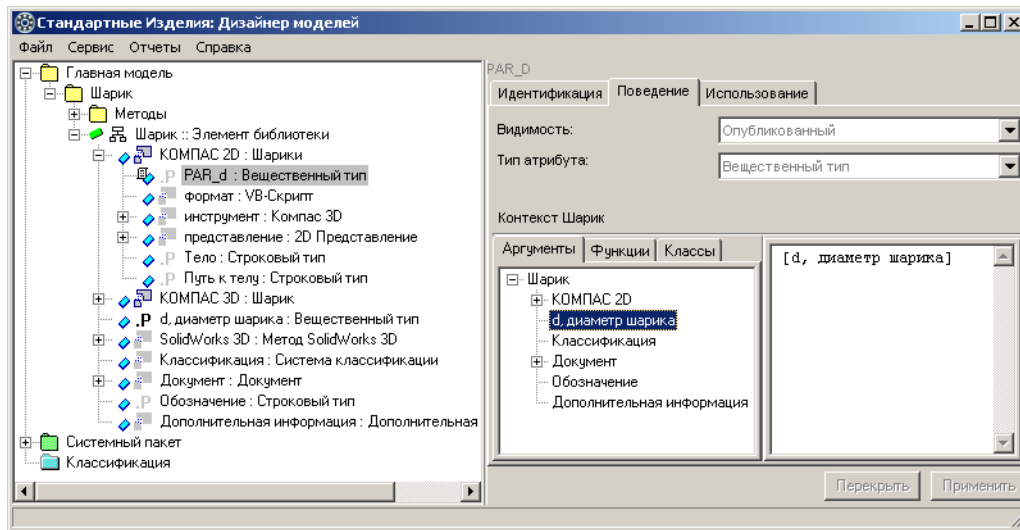 Стандартные Изделия: Дизайнер моделей
Файл Сервис Отчеты Справка
Главная модель
Шарик
Методы
Шарик :: Элемент библиотеки
КОМПАС 2D : Шарики
.P PAR_d : Вещественный тип
формат : VB-Скрипт
инструмент : Компас 3D
представление : 2D Представление
.P Тело : Строковый тип
.P Путь к телу : Строковый тип
КОМПАС 3D : Шарик
.P d, диаметр шарика : Вещественный тип
SolidWorks 3D : Метод SolidWorks 3D
Классификация : Система классификации
Документ : Документ
.P Обозначение : Строковый тип
Дополнительная информация : Дополнительная
Системный пакет
Классификация
PAR_D
Идентификация Поведение Использование
Видимость: Опубликованный
Тип атрибута: Вещественный тип
Контекст Шарик
Аргументы Функции Классы
Шарик
КОМПАС 2D
d, диаметр шарика
Классификация
Документ
Обозначение
Дополнительная информация
[d, диаметр шарика]
Перекрыть Применить